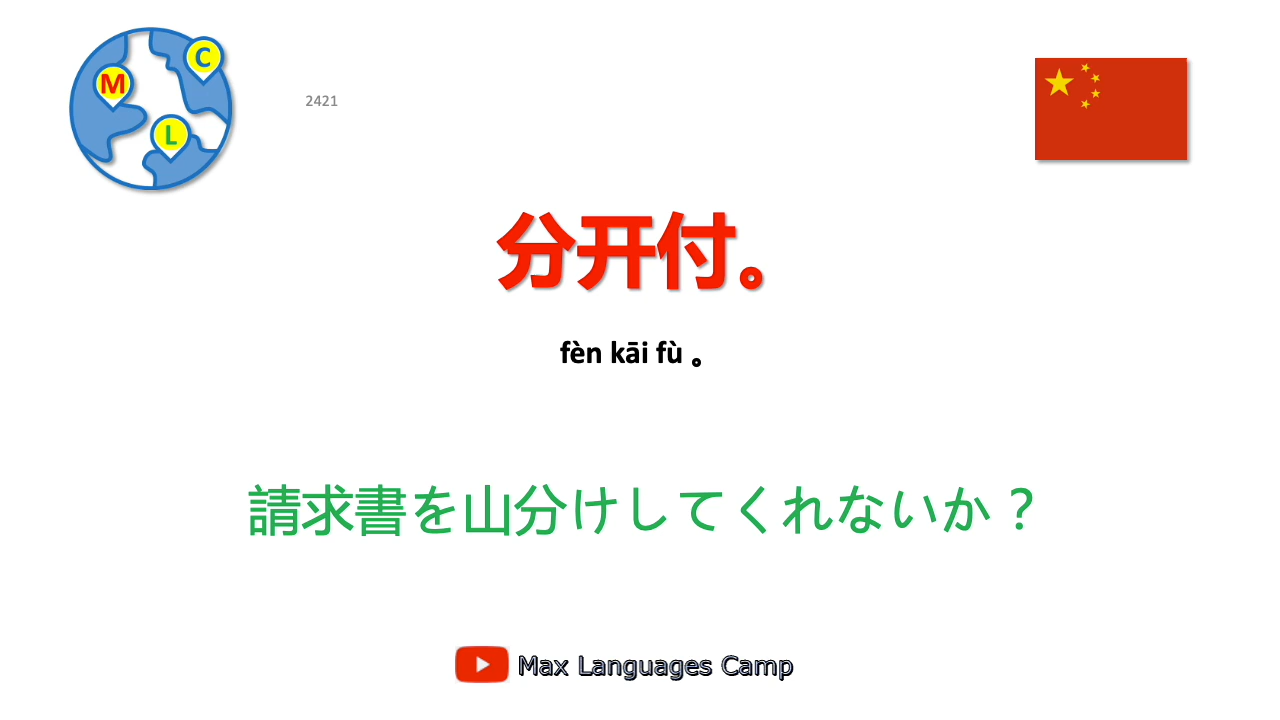 M
C
L
2421
分开付。
fèn kāi fù 。
請求書を山分けしてくれないか？
Max Languages Camp